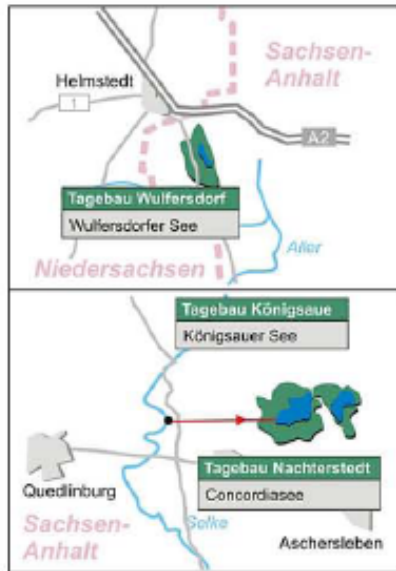 Sachsen-
Anhalt
Helmstedt
1
A2
Tagebau Wulfersdorf
Wulfersdorfer See
Aller
Niedersachsen
Tagebau Königsaue
Königsauer See
Tagebau Nachterstedt
Concordiasee
Quedlinburg
Selke
Sachsen-
Anhalt
Aschersleben